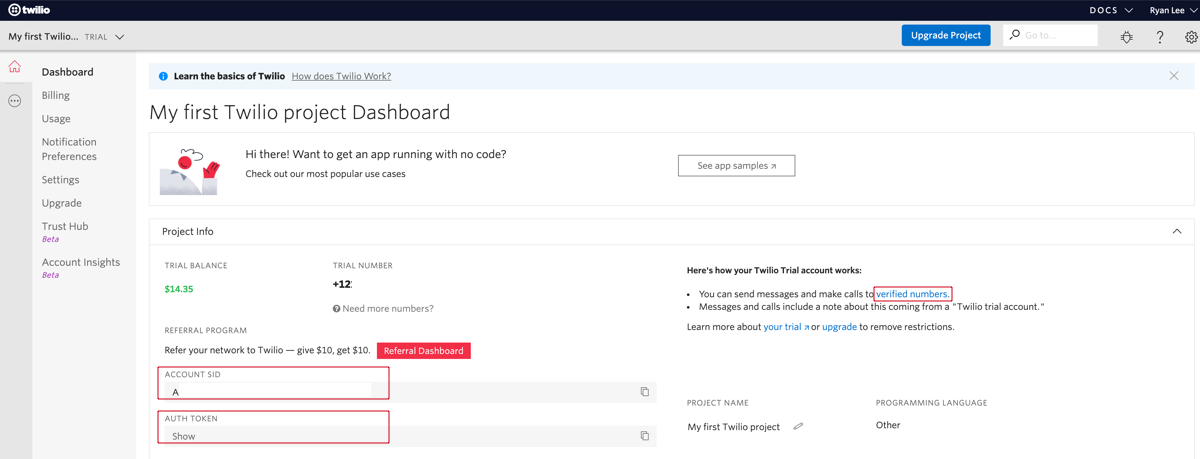 twilio
DOCS
Ryan Lee
My first Twilio...
TRIAL
Upgrade Project
Go to...
Dashboard
Billing
Usage
Notification
Preferences
Settings
Upgrade
Trust Hub
Beta
Account Insights
Beta
Learn the basics of Twilio How does Twilio Work?
My first Twilio project Dashboard
Hi there! Want to get an app running with no code?
Check out our most popular use cases
See app samples
Project Info
TRIAL BALANCE
$14.35
TRIAL NUMBER
+12
Need more numbers?
REFERRAL PROGRAM
Refer your network to Twilio — give $10, get $10.
Referral Dashboard
ACCOUNT SID
A
AUTH TOKEN
Show
Here's how your Twilio Trial account works:
• You can send messages and make calls to verified numbers.
• Messages and calls include a note about this coming from a "Twilio trial account."
Learn more about your trial or upgrade to remove restrictions.
PROJECT NAME
My first Twilio project
PROGRAMMING LANGUAGE
Other